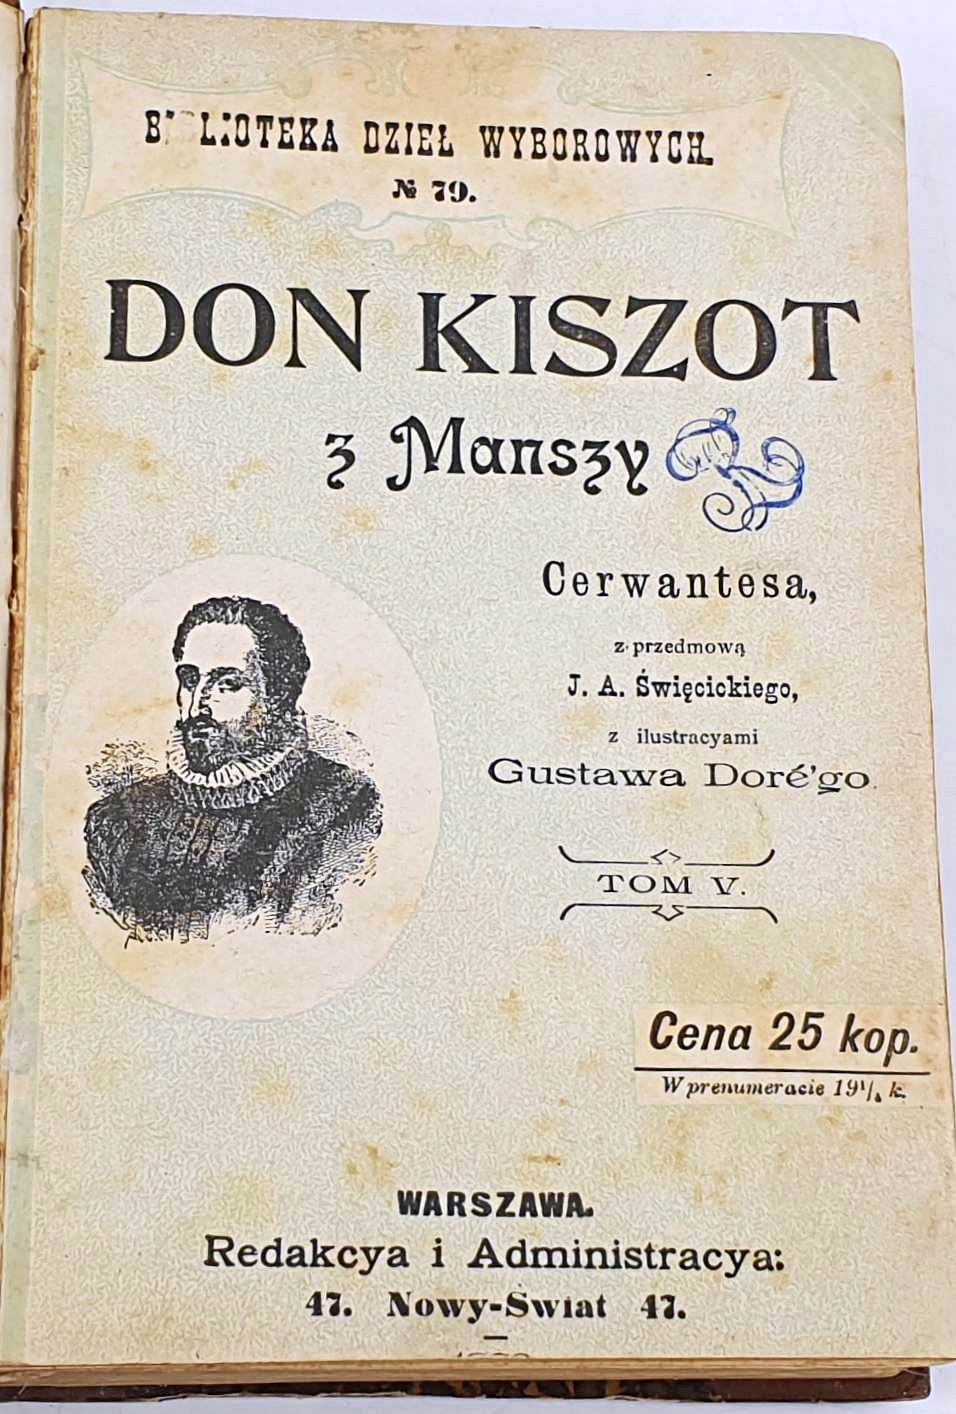 BIBLIOTEKA DZIEŁ WYBOROWYCH.
№ 79.
DON KISZOT
z Manszy
Cerwantesa,
z przedmową
J. A. Święcickiego,
z ilustracyami
Gustawa Doré'go.
TOM V.
Cena 25 kop.
W prenumeracie 19¹/₄ k.
WARSZAWA.
Redakcya i Administracya:
47. Nowy-Świat 47.